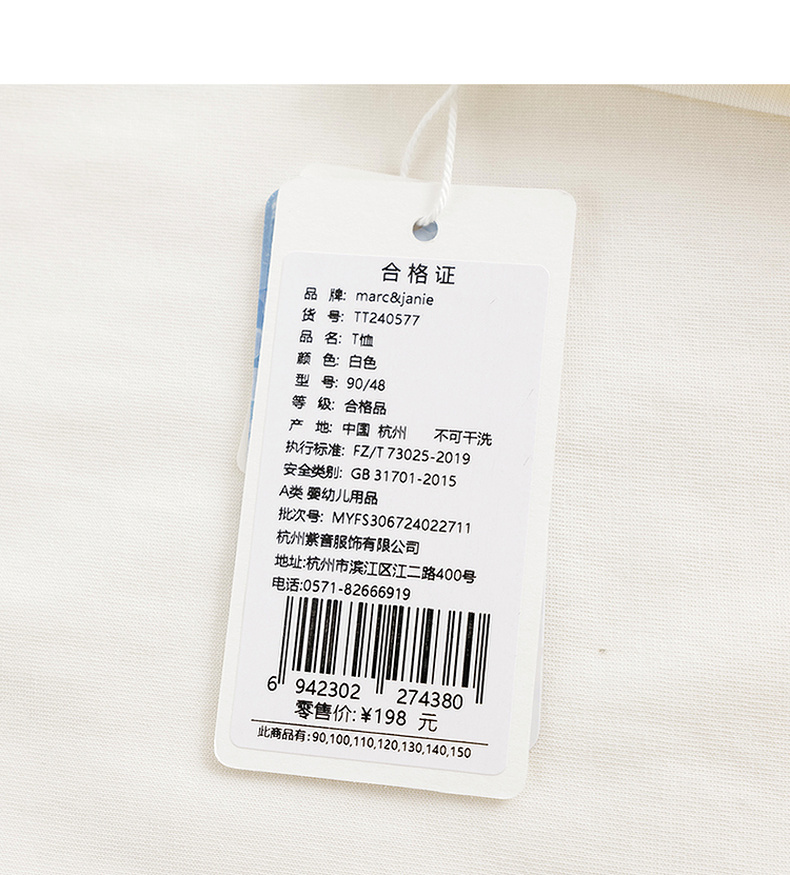 合格证
品 牌: marc&janie
货 号: TT240577
品 名: T恤
颜 色: 白色
型 号: 90/48
等 级: 合格品
产 地: 中国 杭州 不可干洗
执行标准: FZ/T 73025-2019
安全类别: GB 31701-2015
A类 婴幼儿用品
批次号: MYFS306724022711
杭州紫音服饰有限公司
地址:杭州市滨江区江二路400号
电话:0571-82666919
6 942302 274380
零售价:¥198 元
此商品有:90,100,110,120,130,140,150